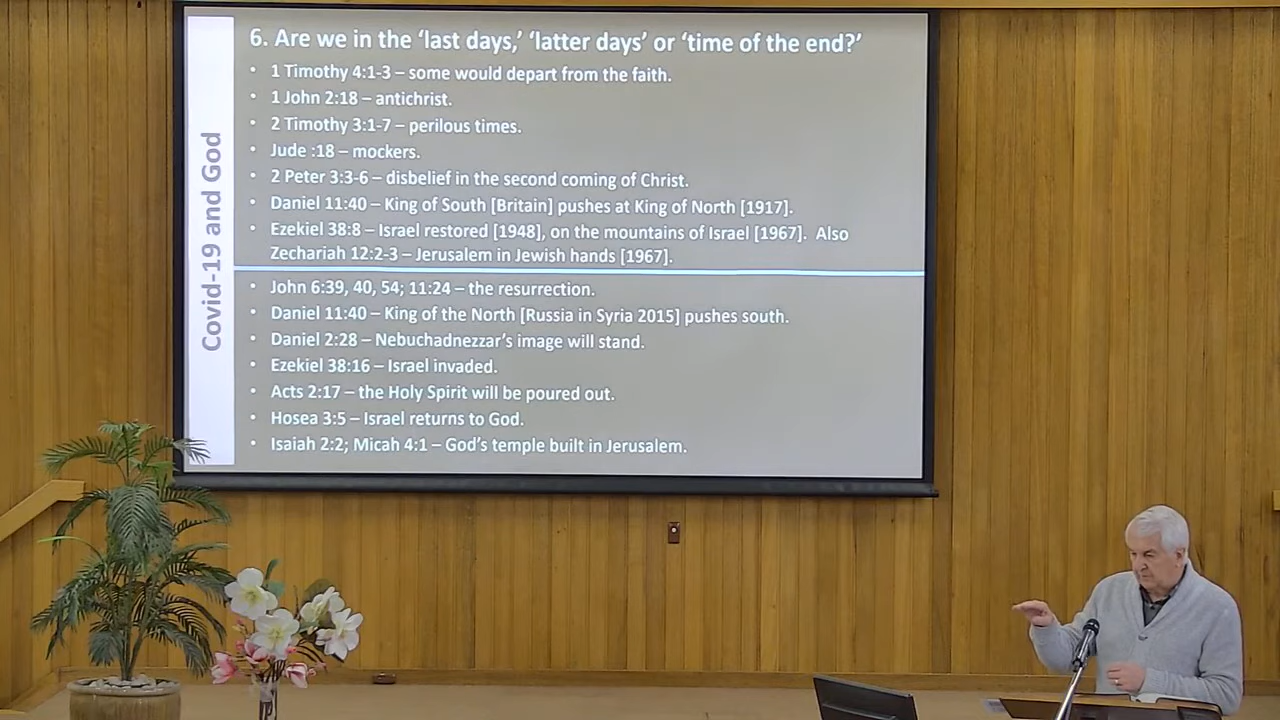 6. Are we in the ‘last days,’ ‘latter days’ or ‘time of the end?’
• 1 Timothy 4:1-3 – some would depart from the faith.
• 1 John 2:18 – antichrist.
• 2 Timothy 3:1-7 – perilous times.
• Jude :18 – mockers.
• 2 Peter 3:3-6 – disbelief in the second coming of Christ.
• Daniel 11:40 – King of South [Britain] pushes at King of North [1917].
• Ezekiel 38:8 – Israel restored [1948], on the mountains of Israel [1967].  Also
Zechariah 12:2-3 – Jerusalem in Jewish hands [1967].
• John 6:39, 40, 54; 11:24 – the resurrection.
• Daniel 11:40 – King of the North [Russia in Syria 2015] pushes south.
• Daniel 2:28 – Nebuchadnezzar’s image will stand.
• Ezekiel 38:16 – Israel invaded.
• Acts 2:17 – the Holy Spirit will be poured out.
• Hosea 3:5 – Israel returns to God.
• Isaiah 2:2; Micah 4:1 – God’s temple built in Jerusalem.
Covid-19 and God